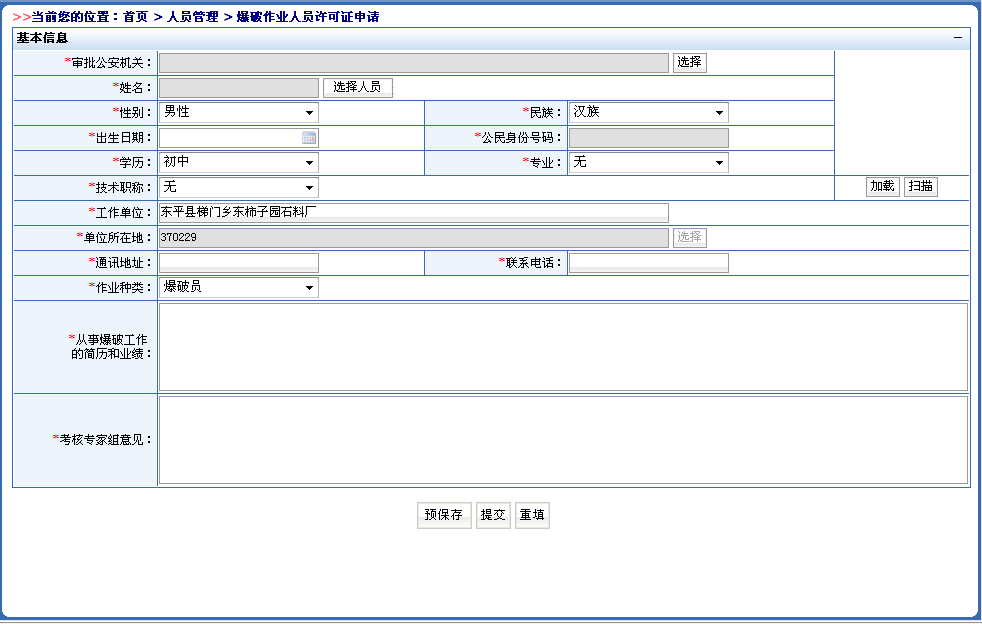 >>当前您的位置：首页 > 人员管理 > 爆破作业人员许可证申请
基本信息
*审批公安机关： 选择
*姓名： 选择人员
*性别： 男性 *民族： 汉族
*出生日期： *公民身份号码：
*学历： 初中 *专业： 无
*技术职称： 无 加载 扫描
*工作单位： 东平县梯门乡东柿子园石料厂
*单位所在地： 370229 选择
*通讯地址： *联系电话：
*作业种类： 爆破员
*从事爆破工作
的简历和业绩：
*考核专家组意见：
预保存 提交 重填